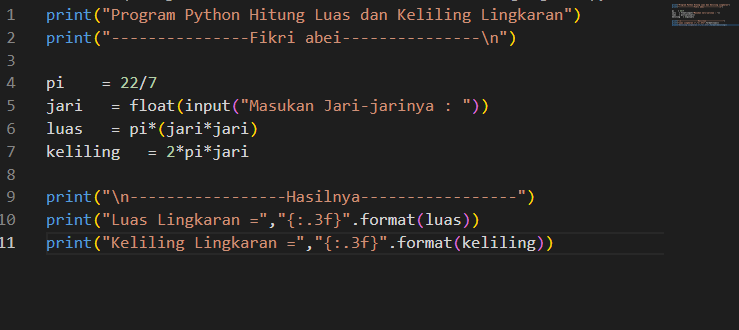 1 print("Program Python Hitung Luas dan Keliling Lingkaran")
2 print("---------------Fikri abei---------------\n")
3
4 pi    = 22/7
5 jari   = float(input("Masukan Jari-jarinya : "))
6 luas   = pi*(jari*jari)
7 keliling   = 2*pi*jari
8
9 print("\n-----------------Hasilnya-----------------")
10 print("Luas Lingkaran =","{:.3f}".format(luas))
11 print("Keliling Lingkaran =","{:.3f}".format(keliling))